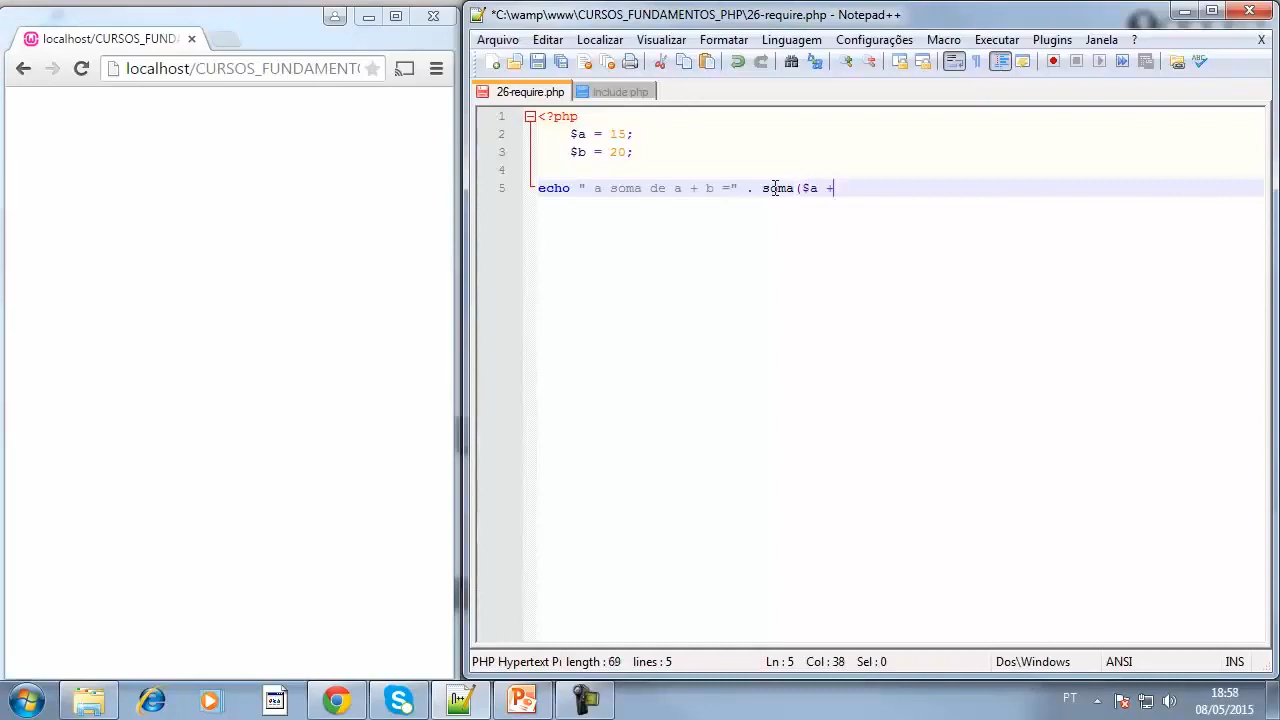 localhost/CURSOS_FUNDA
localhost/CURSOS_FUNDAMENTO
*C:\wamp\www\CURSOS_FUNDAMENTOS_PHP\26-require.php - Notepad++
Arquivo Editar Localizar Visualizar Formatar Linguagem Configurações Macro Executar Plugins Janela ? X
26-require.php include.php
1 <?php
2 $a = 15;
3 $b = 20;
4
5 echo " a soma de a + b =" . soma($a +
PHP Hypertext Pr length : 69 lines : 5 Ln : 5 Col : 38 Sel : 0 Dos\Windows ANSI INS
PT 18:58
08/05/2015